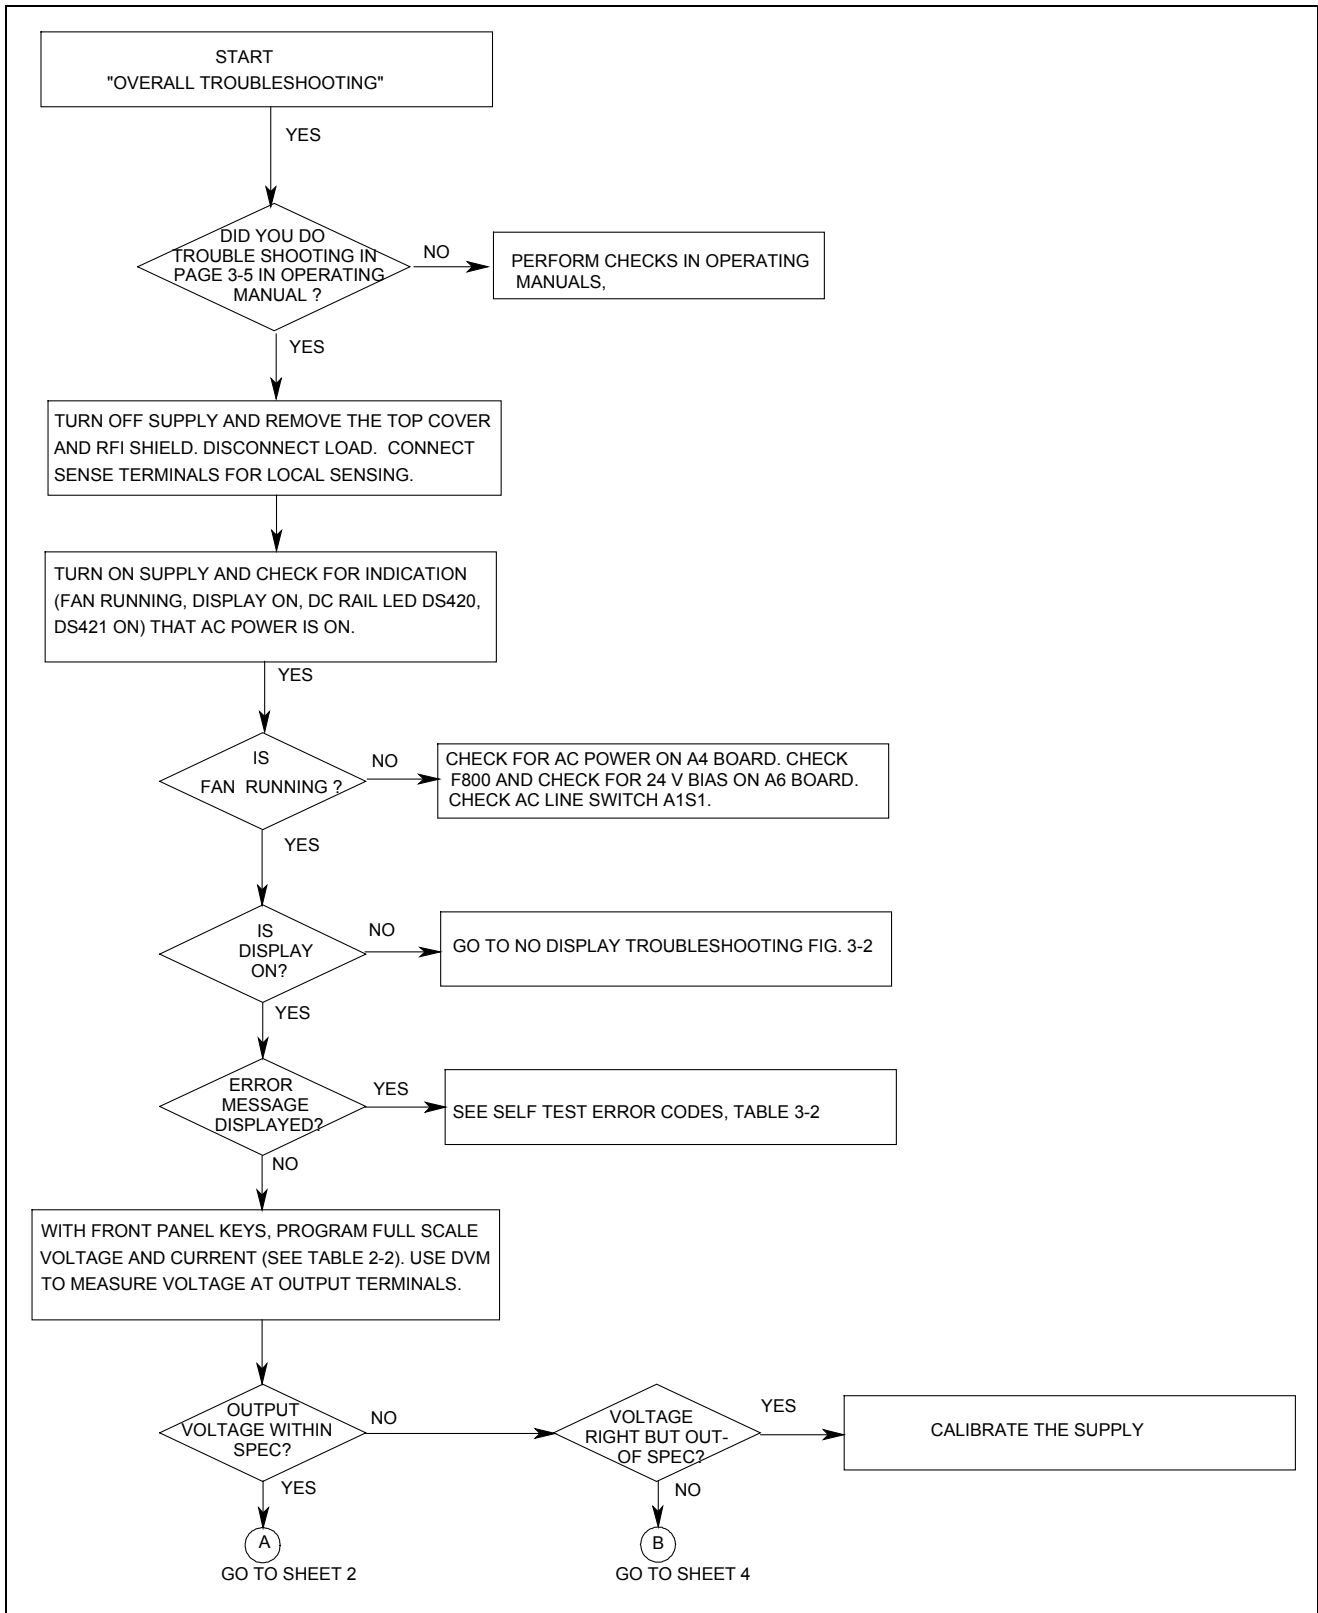 START
"OVERALL TROUBLESHOOTING"
YES
DID YOU DO
TROUBLE SHOOTING IN
PAGE 3-5 IN OPERATING
MANUAL ?
NO
PERFORM CHECKS IN OPERATING
MANUALS,
YES
TURN OFF SUPPLY AND REMOVE THE TOP COVER
AND RFI SHIELD. DISCONNECT LOAD. CONNECT
SENSE TERMINALS FOR LOCAL SENSING.
TURN ON SUPPLY AND CHECK FOR INDICATION
(FAN RUNNING, DISPLAY ON, DC RAIL LED DS420,
DS421 ON) THAT AC POWER IS ON.
YES
IS
FAN RUNNING ?
NO
CHECK FOR AC POWER ON A4 BOARD. CHECK
F800 AND CHECK FOR 24 V BIAS ON A6 BOARD.
CHECK AC LINE SWITCH A1S1.
YES
IS
DISPLAY
ON?
NO
GO TO NO DISPLAY TROUBLESHOOTING FIG. 3-2
YES
ERROR
MESSAGE
DISPLAYED?
YES
SEE SELF TEST ERROR CODES, TABLE 3-2
NO
WITH FRONT PANEL KEYS, PROGRAM FULL SCALE
VOLTAGE AND CURRENT (SEE TABLE 2-2). USE DVM
TO MEASURE VOLTAGE AT OUTPUT TERMINALS.
OUTPUT
VOLTAGE WITHIN
SPEC?
NO
VOLTAGE
RIGHT BUT OUT-
OF SPEC?
YES
CALIBRATE THE SUPPLY
YES
NO
A
GO TO SHEET 2
B
GO TO SHEET 4